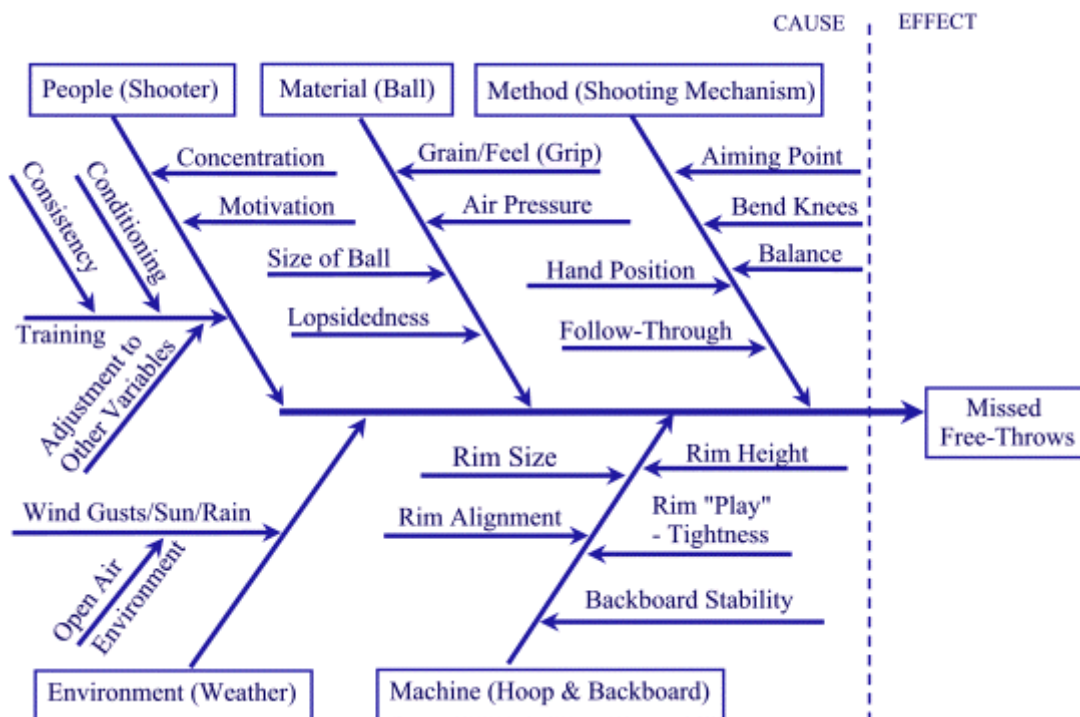 CAUSE
EFFECT
People (Shooter)
Material (Ball)
Method (Shooting Mechanism)
Concentration
Motivation
Consistency
Conditioning
Training
Adjustment to
Other Variables
Grain/Feel (Grip)
Air Pressure
Size of Ball
Lopsidedness
Aiming Point
Bend Knees
Balance
Hand Position
Follow-Through
Missed
Free-Throws
Wind Gusts/Sun/Rain
Open Air
Environment
Rim Size
Rim Height
Rim Alignment
Rim "Play"
- Tightness
Backboard Stability
Environment (Weather)
Machine (Hoop & Backboard)